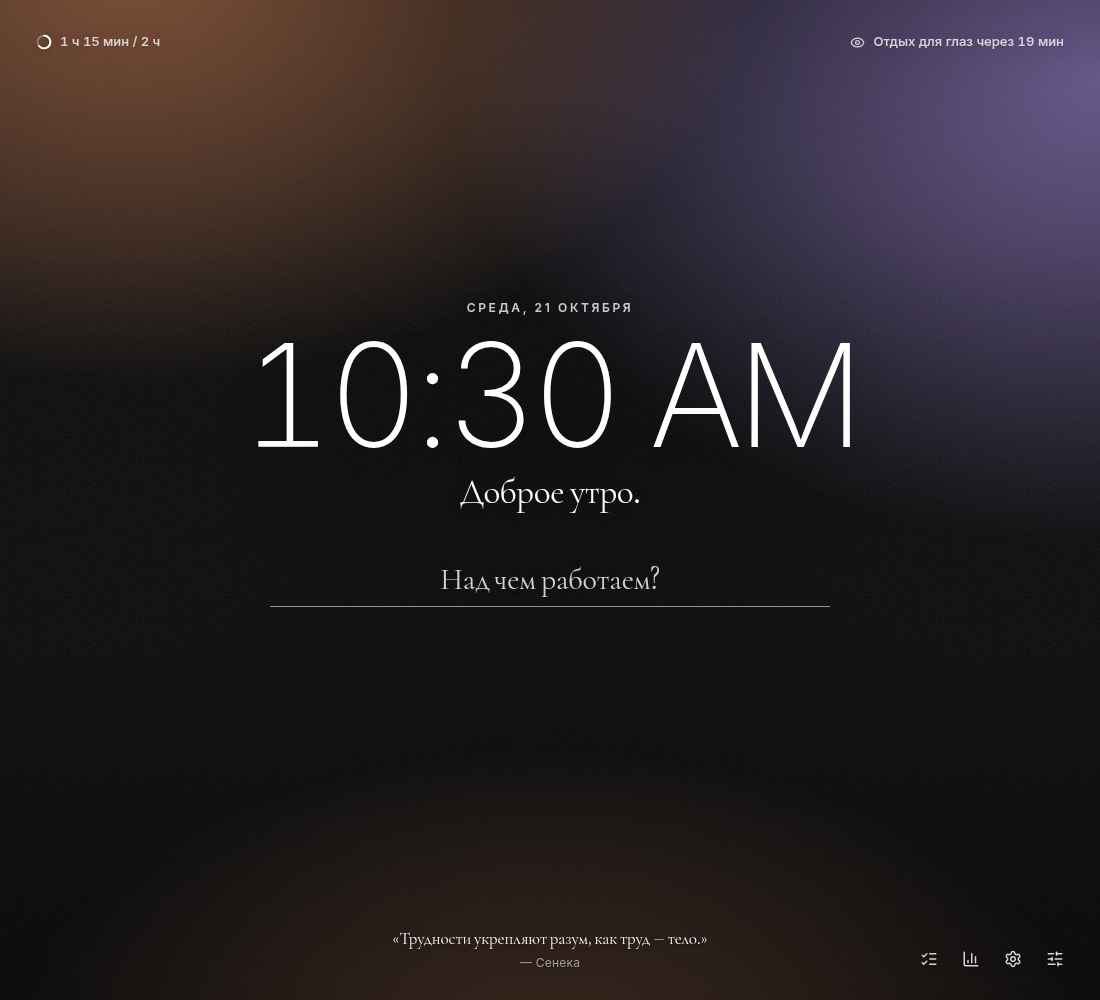 1 ч 15 мин / 2 ч
Отдых для глаз через 19 мин
СРЕДА, 21 ОКТЯБРЯ
10:30 AM
Доброе утро.
Над чем работаем?
«Трудности укрепляют разум, как труд — тело.»
— Сенека